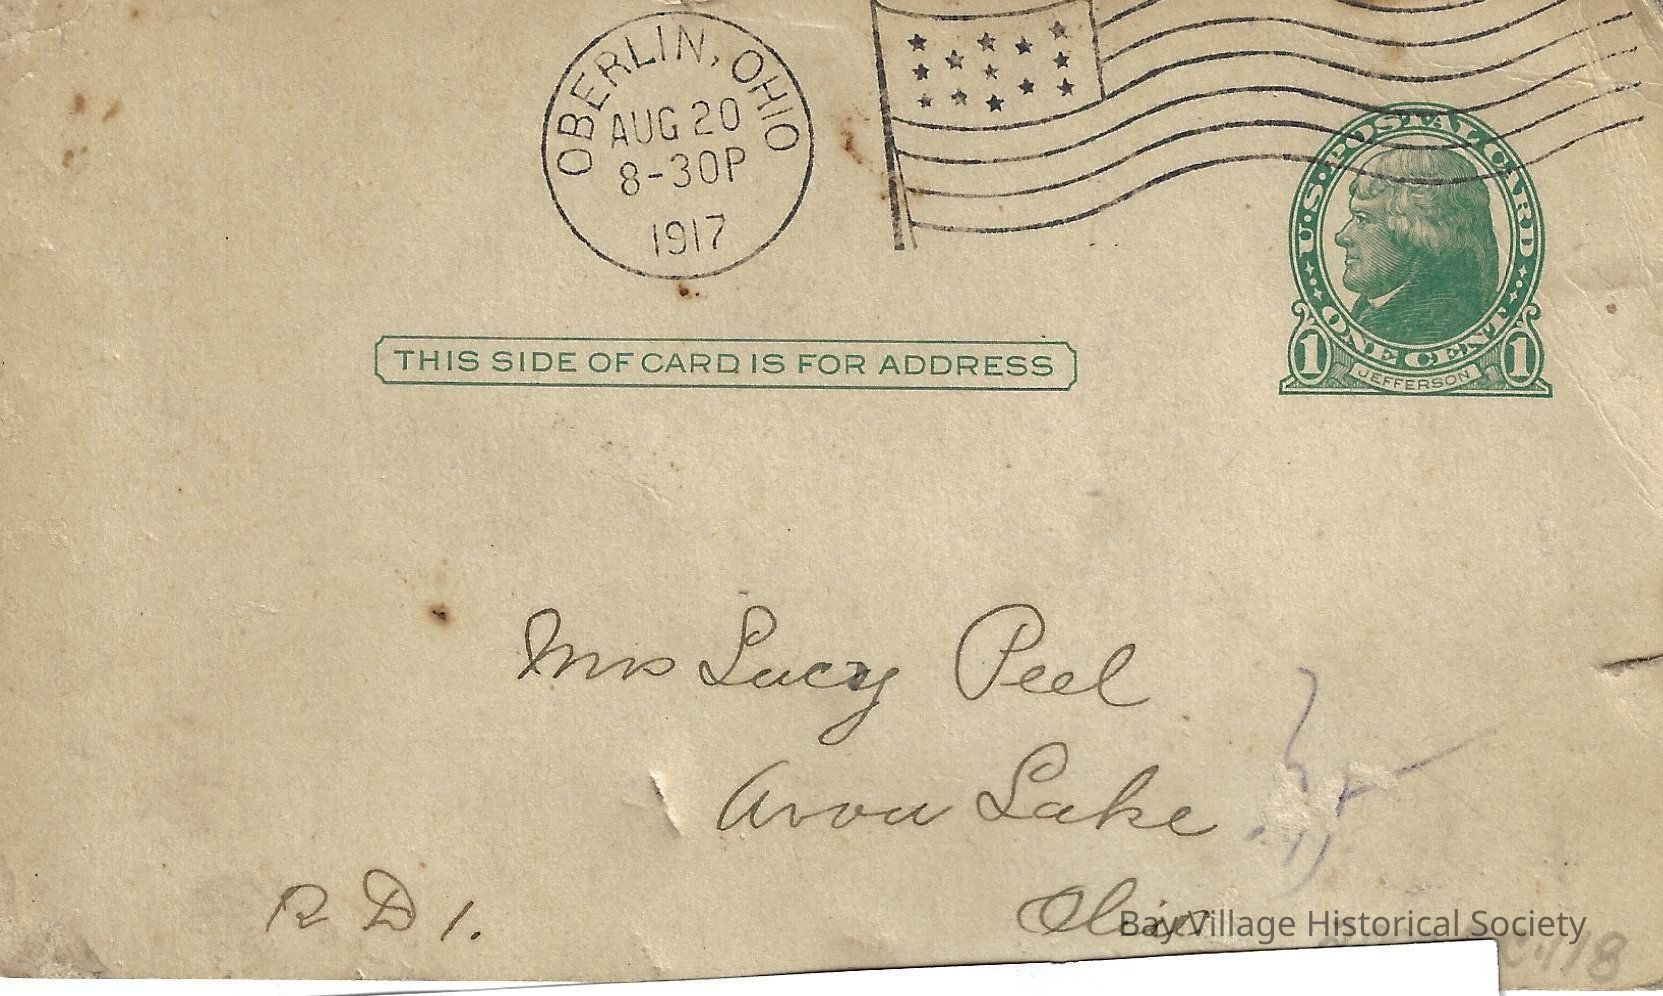 OBERLIN, OHIO
AUG 20
8-30P
1917
U.S. POSTAL CARD
ONE CENT
1 1
JEFFERSON
THIS SIDE OF CARD IS FOR ADDRESS
Mrs Lucy Peel
Avon Lake
Ohio
R D 1.
Bay Village Historical Society